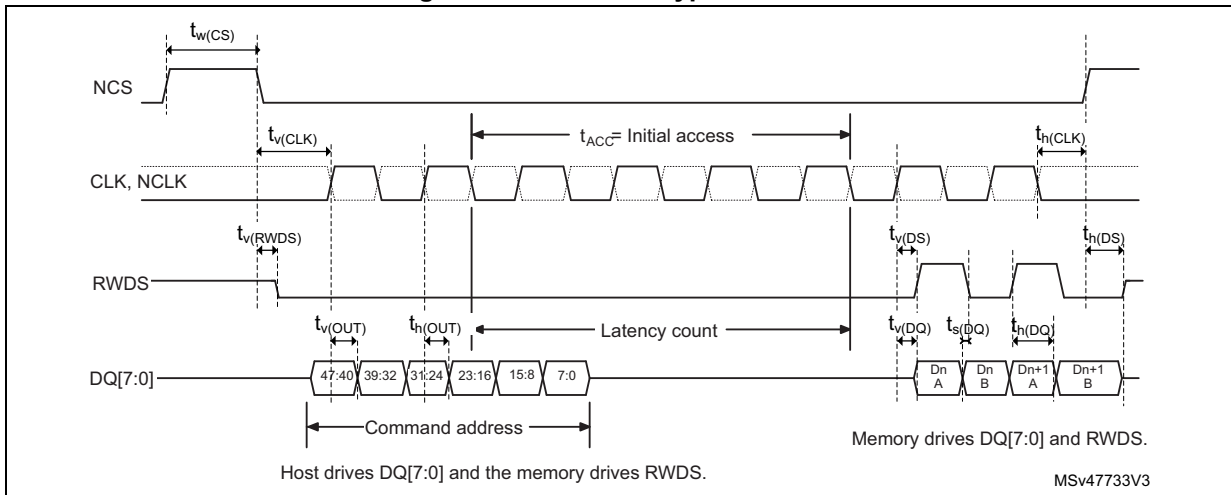 tw(CS)
NCS
tv(CLK)
tACC= Initial access
th(CLK)
CLK, NCLK
tv(RWDS)
tv(DS)
th(DS)
RWDS
tv(OUT)
th(OUT)
Latency count
tv(DQ)
ts(DQ)
th(DQ)
DQ[7:0]
47:40
39:32
31:24
23:16
15:8
7:0
Dn
A
Dn
B
Dn+1
A
Dn+1
B
Command address
Memory drives DQ[7:0] and RWDS.
Host drives DQ[7:0] and the memory drives RWDS.
MSv47733V3